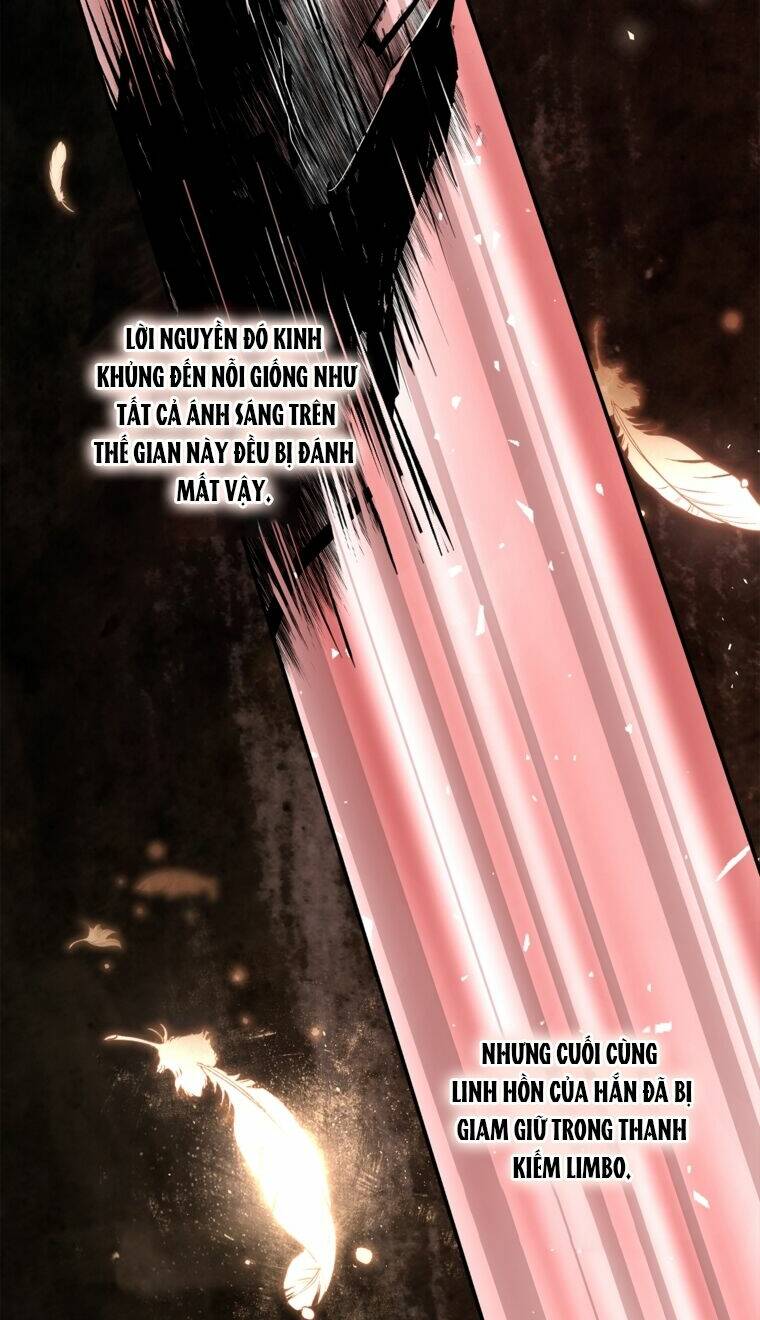 LỜI NGUYỀN ĐÓ KINH
KHỦNG ĐẾN NỖI GIỐNG NHƯ
TẤT CẢ ÁNH SÁNG TRÊN
THẾ GIAN NÀY ĐỀU BỊ ĐÁNH
MẤT VẬY.
NHƯNG CUỐI CÙNG
LINH HỒN CỦA HẮN ĐÃ BỊ
GIAM GIỮ TRONG THANH
KIẾM LIMBO.